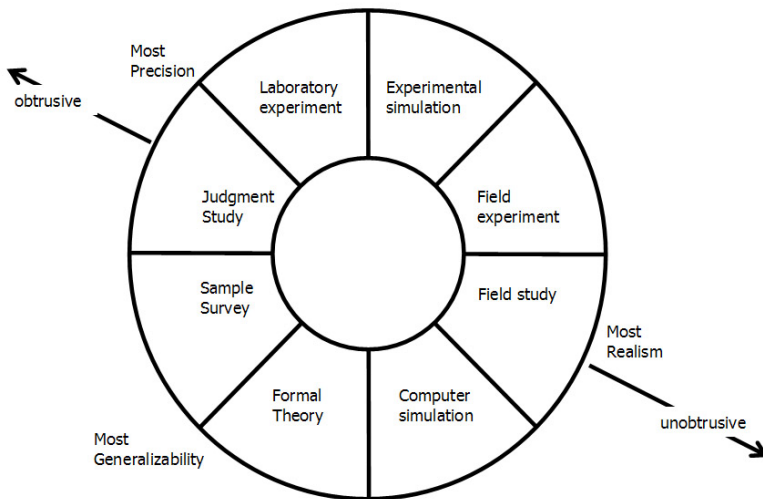 Most
Precision
obtrusive
Laboratory
experiment
Experimental
simulation
Judgment
Study
Field
experiment
Sample
Survey
Field study
Most
Realism
Formal
Theory
Computer
simulation
unobtrusive
Most
Generalizability